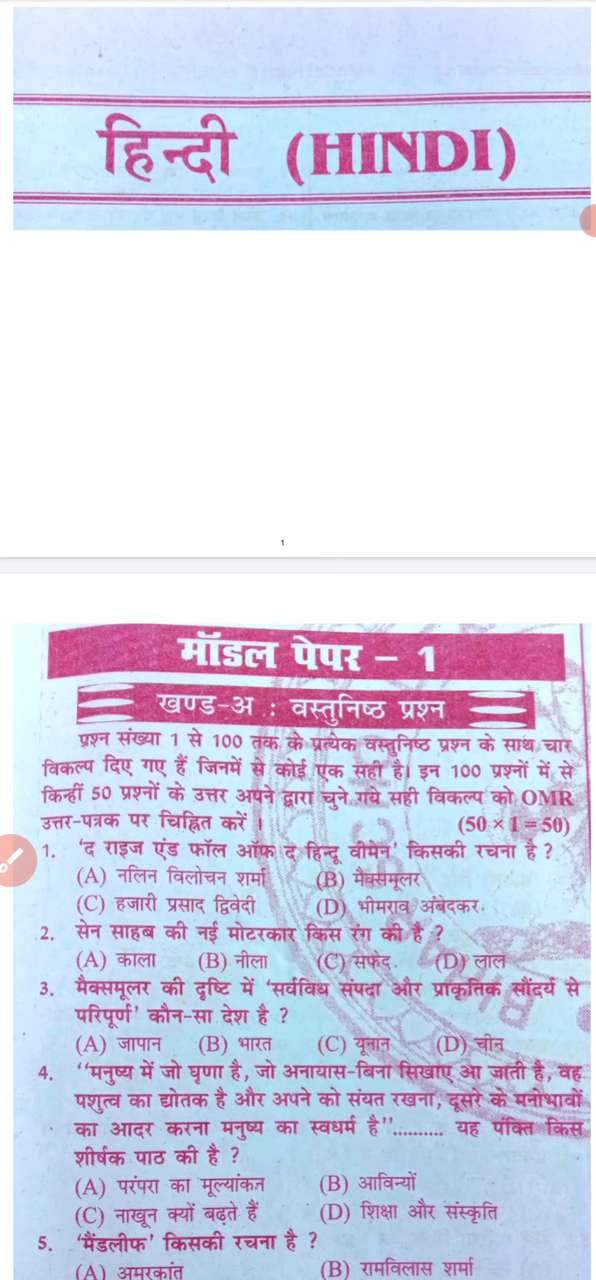 हिन्दी (HINDI)
1
मॉडल पेपर – 1
खण्ड-अ : वस्तुनिष्ठ प्रश्न
प्रश्न संख्या 1 से 100 तक के प्रत्येक वस्तुनिष्ठ प्रश्न के साथ चार
विकल्प दिए गए हैं जिनमें से कोई एक सही है। इन 100 प्रश्नों में से
किन्हीं 50 प्रश्नों के उत्तर अपने द्वारा चुने गये सही विकल्प को OMR
उत्तर-पत्रक पर चिह्नित करें। (50 × 1 = 50)
1. 'द राइज एंड फॉल ऑफ द हिन्दू वीमेन' किसकी रचना है ?
(A) नलिन विलोचन शर्मा (B) मैक्समूलर
(C) हजारी प्रसाद द्विवेदी (D) भीमराव अंबेदकर
2. सेन साहब की नई मोटरकार किस रंग की है ?
(A) काला (B) नीला (C) सफेद (D) लाल
3. मैक्समूलर की दृष्टि में 'सर्वविध संपदा और प्राकृतिक सौंदर्य से
परिपूर्ण' कौन-सा देश है ?
(A) जापान (B) भारत (C) यूनान (D) चीन
4. "मनुष्य में जो घृणा है, जो अनायास-बिना सिखाए आ जाती है, वह
पशुत्व का द्योतक है और अपने को संयत रखना, दूसरे के मनोभावों
का आदर करना मनुष्य का स्वधर्म है".......... यह पंक्ति किस
शीर्षक पाठ की है ?
(A) परंपरा का मूल्यांकन (B) आविन्यों
(C) नाखून क्यों बढ़ते हैं (D) शिक्षा और संस्कृति
5. 'मैंडलीफ' किसकी रचना है ?
(A) अमरकांत (B) रामविलास शर्मा